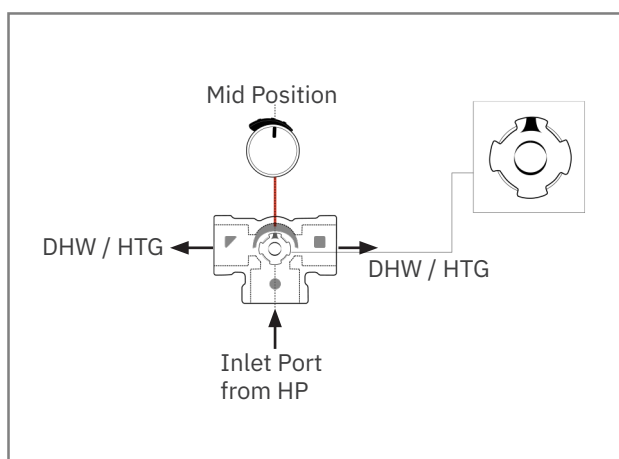 Mid Position
DHW / HTG
DHW / HTG
Inlet Port
from HP